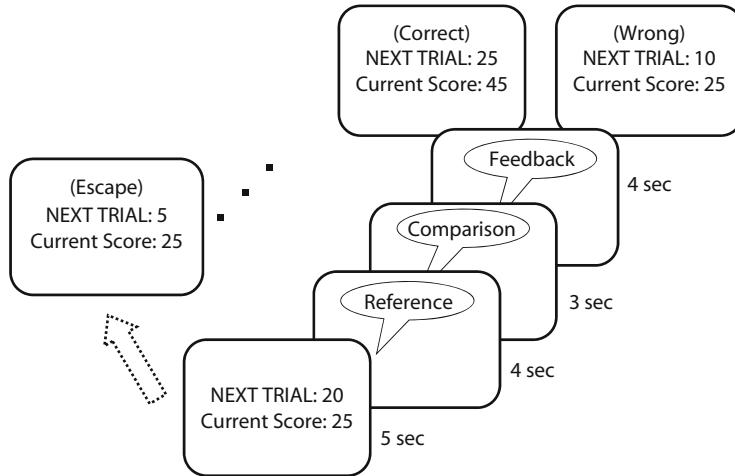 (Correct)
NEXT TRIAL: 25
Current Score: 45
(Wrong)
NEXT TRIAL: 10
Current Score: 25
Feedback
4 sec
(Escape)
NEXT TRIAL: 5
Current Score: 25
Comparison
3 sec
Reference
4 sec
NEXT TRIAL: 20
Current Score: 25
5 sec